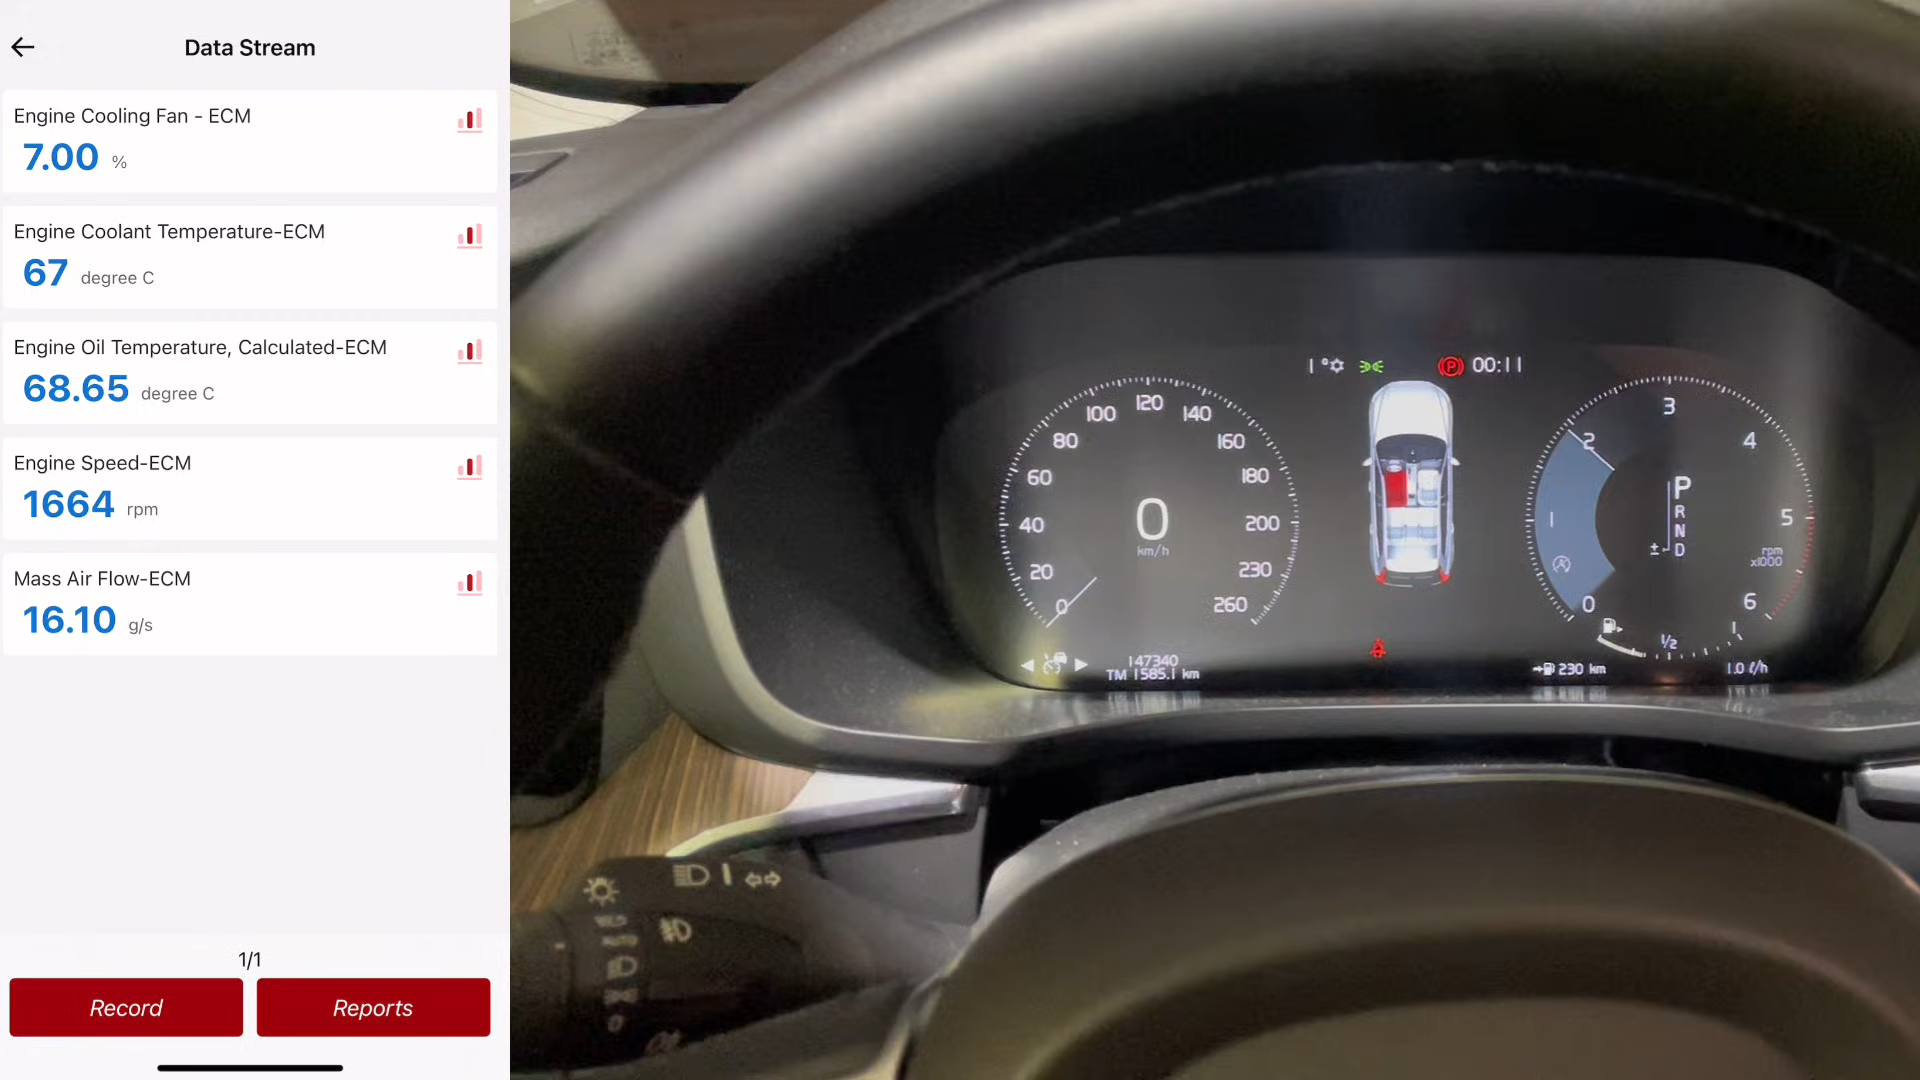 Data Stream
Engine Cooling Fan - ECM
7.00 %
Engine Coolant Temperature-ECM
67 degree C
Engine Oil Temperature, Calculated-ECM
68.65 degree C
Engine Speed-ECM
1664 rpm
Mass Air Flow-ECM
16.10 g/s
1/1
Record
Reports
1°
P
00:11
0
20
40
60
80
100
120
140
160
180
200
230
260
0
km/h
147340
TM 1585.1 km
0
1
2
3
4
5
6
P
R
N
D
±
rpm
x1000
A
1/2
1
230 km
1.0 ℓ/h